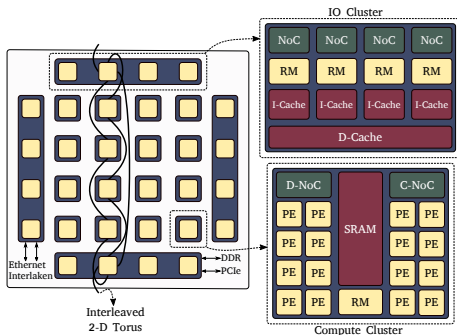 IO Cluster
NoC NoC NoC NoC
RM RM RM RM
I-Cache I-Cache I-Cache I-Cache
D-Cache
D-NoC C-NoC
SRAM
PE PE PE PE
PE PE PE PE
PE PE PE PE
PE PE PE PE
RM
Compute Cluster
Ethernet
Interlaken
DDR
PCIe
Interleaved
2-D Torus